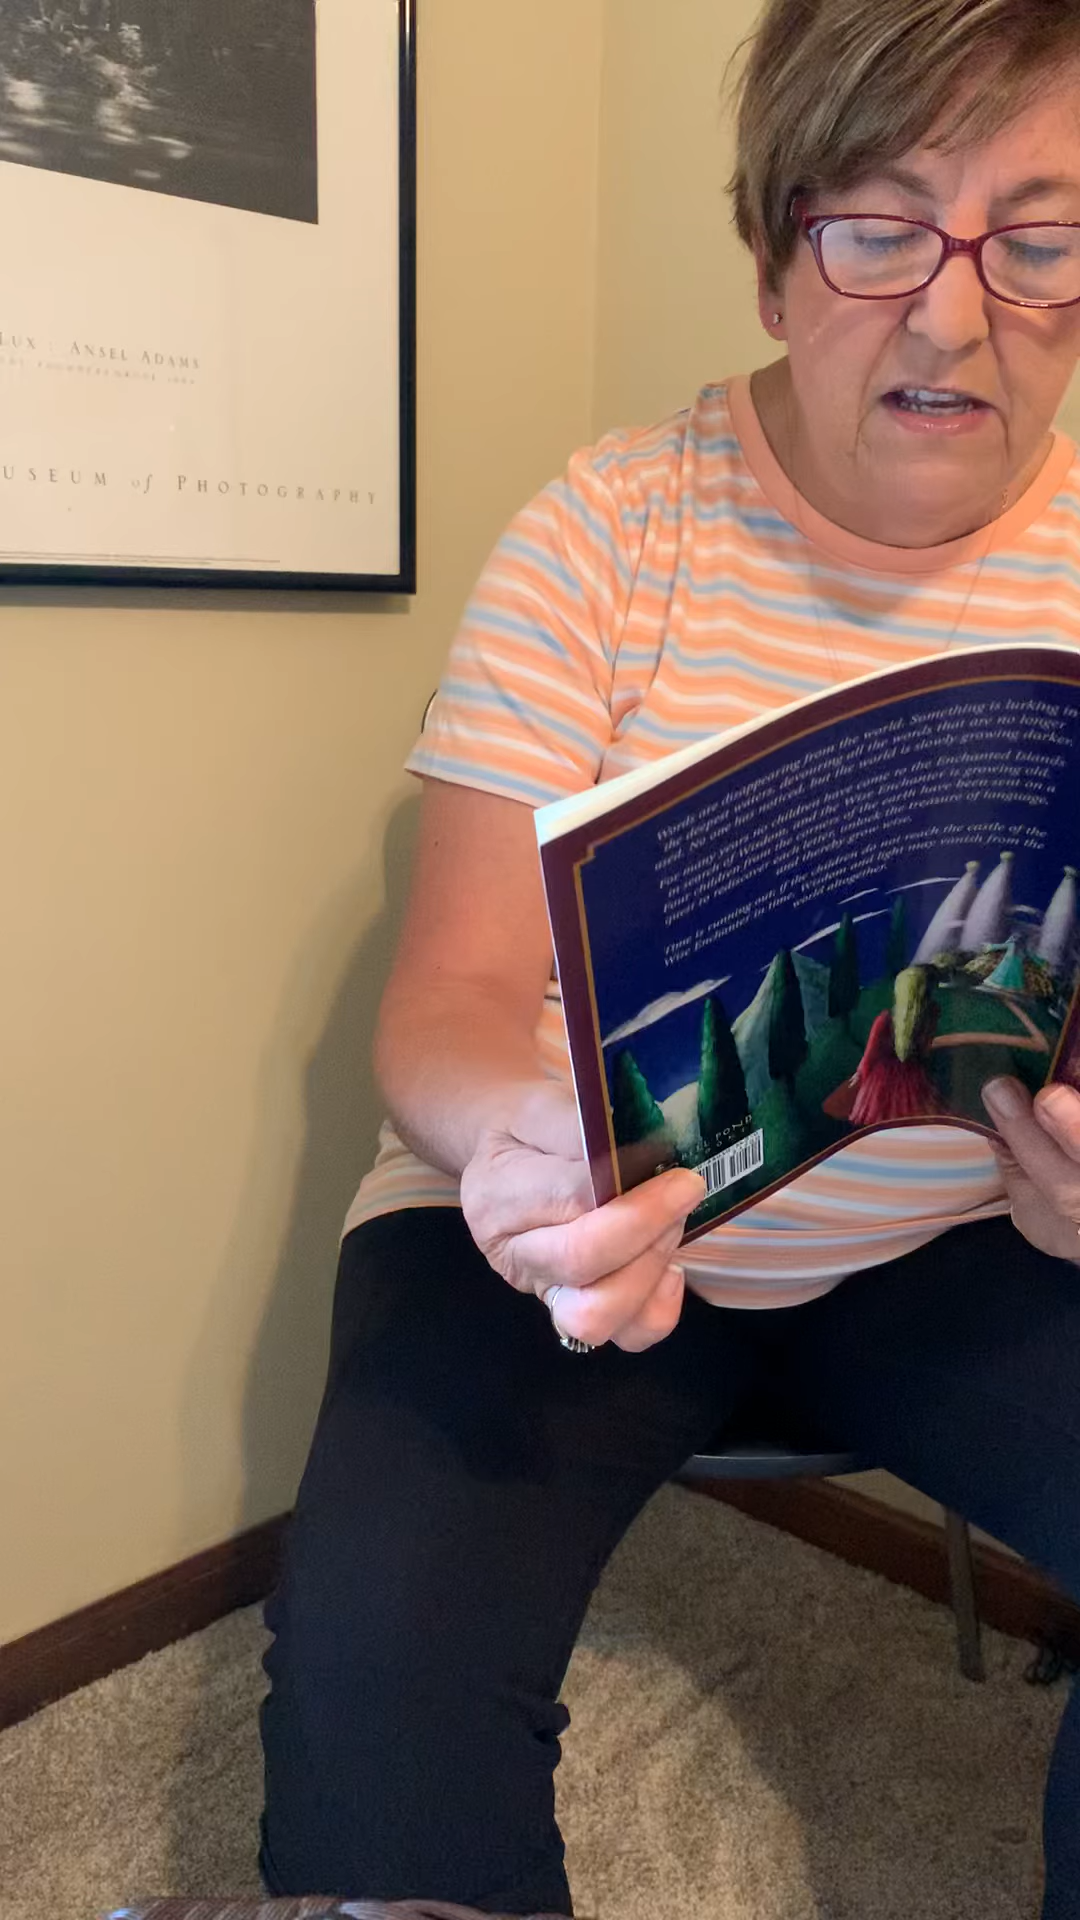 LUX : ANSEL ADAMS
USEUM of PHOTOGRAPHY
Words are disappearing from the world. Something is lurking in
the deepest waters, devouring all the words that are no longer
used. No one has noticed, but the world is slowly growing darker.
For many years no children have come to the Enchanted Islands
in search of Wisdom, and the Wise Enchanter is growing old.
Four children from the corners of the earth have been sent on a
quest to rediscover each letter, unlock the treasure of language,
and thereby grow wise.
Time is running out. If the children do not reach the castle of the
Wise Enchanter in time, Wisdom and light may vanish from the
world altogether.